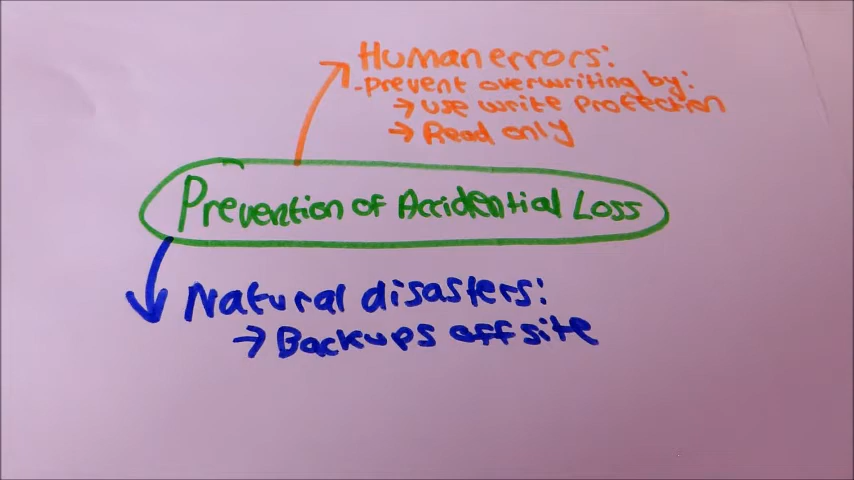 Human errors:
-Prevent overwriting by:
→ use write protection
→ Read only
Prevention of Accidential Loss
Natural disasters:
→ Backups off site